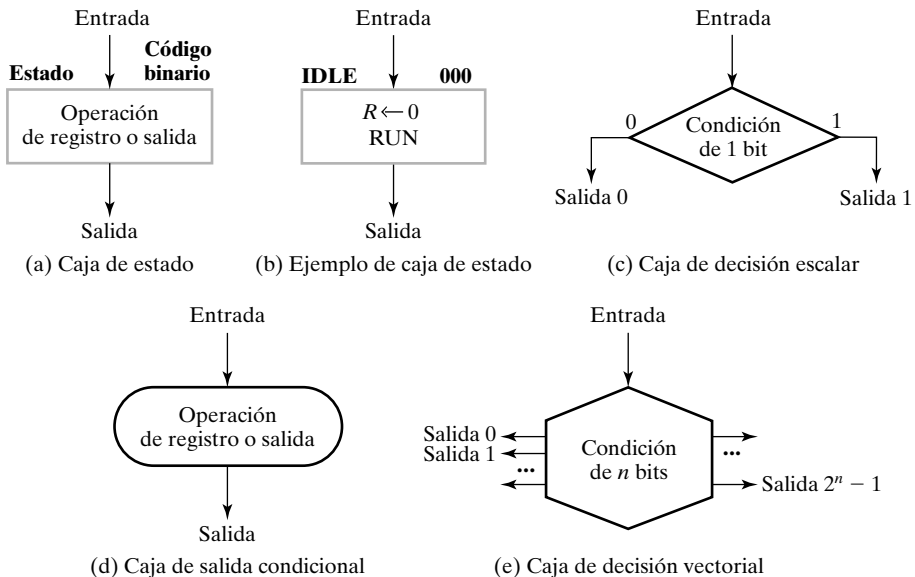 Entrada
Estado
Código
binario
Operación
de registro o salida
Salida
(a) Caja de estado
Entrada
IDLE 000
R ← 0
RUN
Salida
(b) Ejemplo de caja de estado
Entrada
0
Condición
de 1 bit
1
Salida 0
Salida 1
(c) Caja de decisión escalar
Entrada
Operación
de registro o salida
Salida
(d) Caja de salida condicional
Entrada
Salida 0
Salida 1
...
Condición
de n bits
...
Salida 2ⁿ − 1
(e) Caja de decisión vectorial